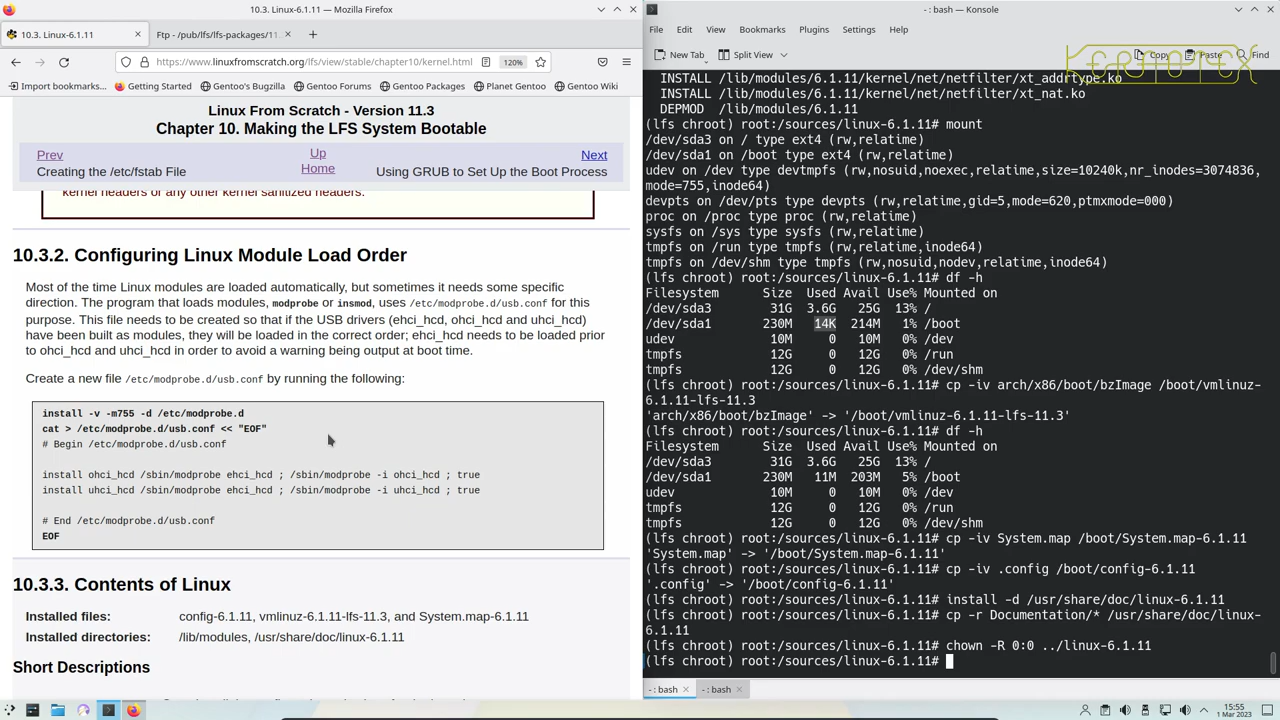 10.3. Linux-6.1.11 — Mozilla Firefox
10.3. Linux-6.1.11
Ftp - /pub/lfs/lfs-packages/11.
https://www.linuxfromscratch.org/lfs/view/stable/chapter10/kernel.html
120%
Import bookmarks...
Getting Started
Gentoo's Bugzilla
Gentoo Forums
Gentoo Packages
Planet Gentoo
Gentoo Wiki
Linux From Scratch - Version 11.3
Chapter 10. Making the LFS System Bootable
Prev
Creating the /etc/fstab File
Up
Home
Next
Using GRUB to Set Up the Boot Process
kernel headers or any other kernel sanitized headers.
10.3.2. Configuring Linux Module Load Order
Most of the time Linux modules are loaded automatically, but sometimes it needs some specific
direction. The program that loads modules, modprobe or insmod, uses /etc/modprobe.d/usb.conf for this
purpose. This file needs to be created so that if the USB drivers (ehci_hcd, ohci_hcd and uhci_hcd)
have been built as modules, they will be loaded in the correct order; ehci_hcd needs to be loaded prior
to ohci_hcd and uhci_hcd in order to avoid a warning being output at boot time.
Create a new file /etc/modprobe.d/usb.conf by running the following:
install -v -m755 -d /etc/modprobe.d
cat > /etc/modprobe.d/usb.conf << "EOF"
# Begin /etc/modprobe.d/usb.conf
install ohci_hcd /sbin/modprobe ehci_hcd ; /sbin/modprobe -i ohci_hcd ; true
install uhci_hcd /sbin/modprobe ehci_hcd ; /sbin/modprobe -i uhci_hcd ; true
# End /etc/modprobe.d/usb.conf
EOF
10.3.3. Contents of Linux
Installed files: config-6.1.11, vmlinuz-6.1.11-lfs-11.3, and System.map-6.1.11
Installed directories: /lib/modules, /usr/share/doc/linux-6.1.11
Short Descriptions
- : bash — Konsole
File
Edit
View
Bookmarks
Plugins
Settings
Help
New Tab
Split View
Copy
Paste
Find
KERNOTEX
INSTALL /lib/modules/6.1.11/kernel/net/netfilter/xt_addrtype.ko
INSTALL /lib/modules/6.1.11/kernel/net/netfilter/xt_nat.ko
DEPMOD /lib/modules/6.1.11
(lfs chroot) root:/sources/linux-6.1.11# mount
/dev/sda3 on / type ext4 (rw,relatime)
/dev/sda1 on /boot type ext4 (rw,relatime)
udev on /dev type devtmpfs (rw,nosuid,noexec,relatime,size=10240k,nr_inodes=3074836,
mode=755,inode64)
devpts on /dev/pts type devpts (rw,relatime,gid=5,mode=620,ptmxmode=000)
proc on /proc type proc (rw,relatime)
sysfs on /sys type sysfs (rw,relatime)
tmpfs on /run type tmpfs (rw,relatime,inode64)
tmpfs on /dev/shm type tmpfs (rw,nosuid,nodev,relatime,inode64)
(lfs chroot) root:/sources/linux-6.1.11# df -h
Filesystem Size Used Avail Use% Mounted on
/dev/sda3 31G 3.6G 25G 13% /
/dev/sda1 230M 14K 214M 1% /boot
udev 10M 0 10M 0% /dev
tmpfs 12G 0 12G 0% /run
tmpfs 12G 0 12G 0% /dev/shm
(lfs chroot) root:/sources/linux-6.1.11# cp -iv arch/x86/boot/bzImage /boot/vmlinuz-
6.1.11-lfs-11.3
'arch/x86/boot/bzImage' -> '/boot/vmlinuz-6.1.11-lfs-11.3'
(lfs chroot) root:/sources/linux-6.1.11# df -h
Filesystem Size Used Avail Use% Mounted on
/dev/sda3 31G 3.6G 25G 13% /
/dev/sda1 230M 11M 203M 5% /boot
udev 10M 0 10M 0% /dev
tmpfs 12G 0 12G 0% /run
tmpfs 12G 0 12G 0% /dev/shm
(lfs chroot) root:/sources/linux-6.1.11# cp -iv System.map /boot/System.map-6.1.11
'System.map' -> '/boot/System.map-6.1.11'
(lfs chroot) root:/sources/linux-6.1.11# cp -iv .config /boot/config-6.1.11
'.config' -> '/boot/config-6.1.11'
(lfs chroot) root:/sources/linux-6.1.11# install -d /usr/share/doc/linux-6.1.11
(lfs chroot) root:/sources/linux-6.1.11# cp -r Documentation/* /usr/share/doc/linux-
6.1.11
(lfs chroot) root:/sources/linux-6.1.11# chown -R 0:0 ../linux-6.1.11
(lfs chroot) root:/sources/linux-6.1.11#
- : bash
- : bash
15:55
1 Mar 2023